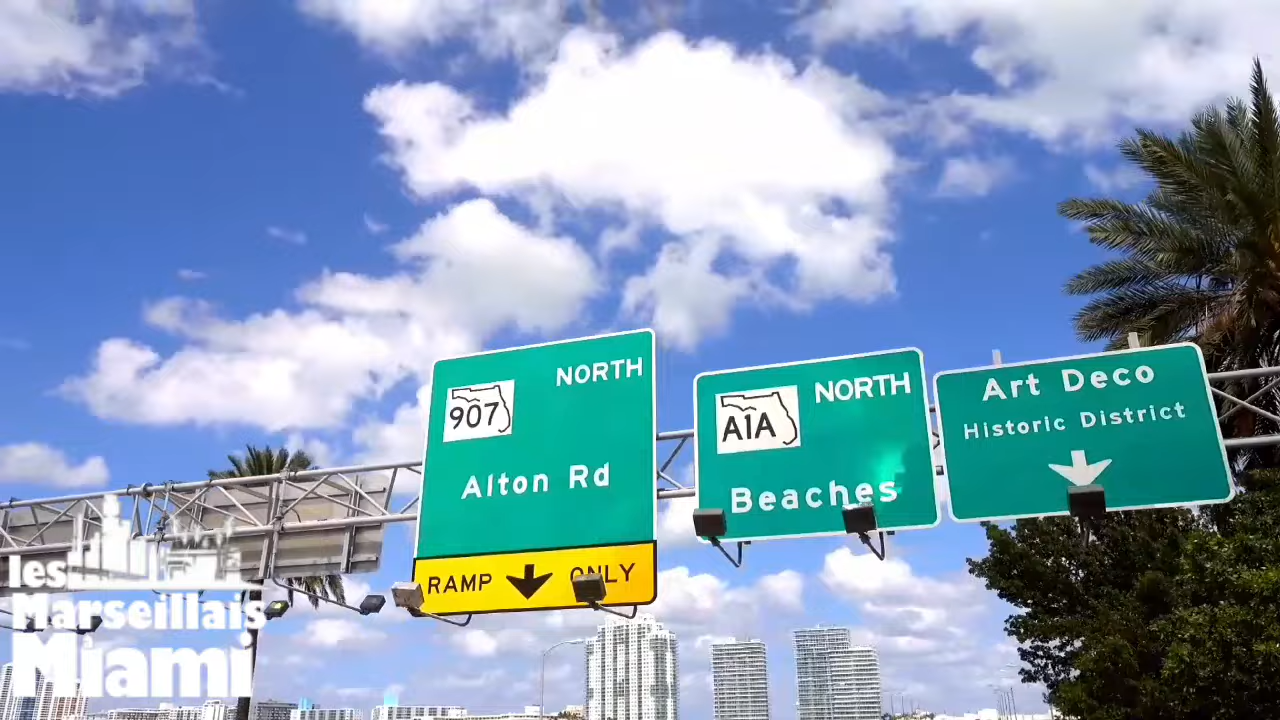 NORTH
907
Alton Rd
RAMP ONLY
NORTH
A1A
Beaches
Art Deco
Historic District
les
Marseillais
Miami